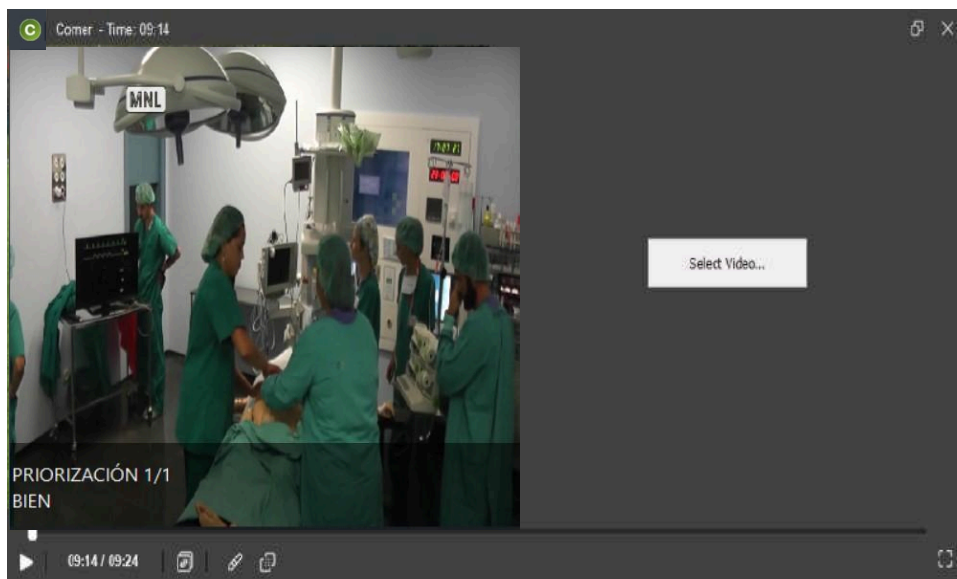 C Comer - Time: 09:14
MNL
Select Video...
PRIORIZACIÓN 1/1
BIEN
09:14 / 09:24